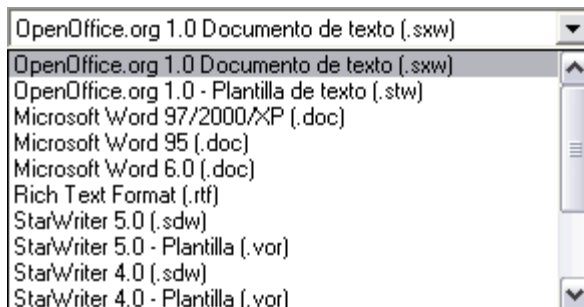 OpenOffice.org 1.0 Documento de texto (.sxw)
OpenOffice.org 1.0 Documento de texto (.sxw)
OpenOffice.org 1.0 - Plantilla de texto (.stw)
Microsoft Word 97/2000/XP (.doc)
Microsoft Word 95 (.doc)
Microsoft Word 6.0 (.doc)
Rich Text Format (.rtf)
StarWriter 5.0 (.sdw)
StarWriter 5.0 - Plantilla (.vor)
StarWriter 4.0 (.sdw)
StarWriter 4.0 - Plantilla (.vor)